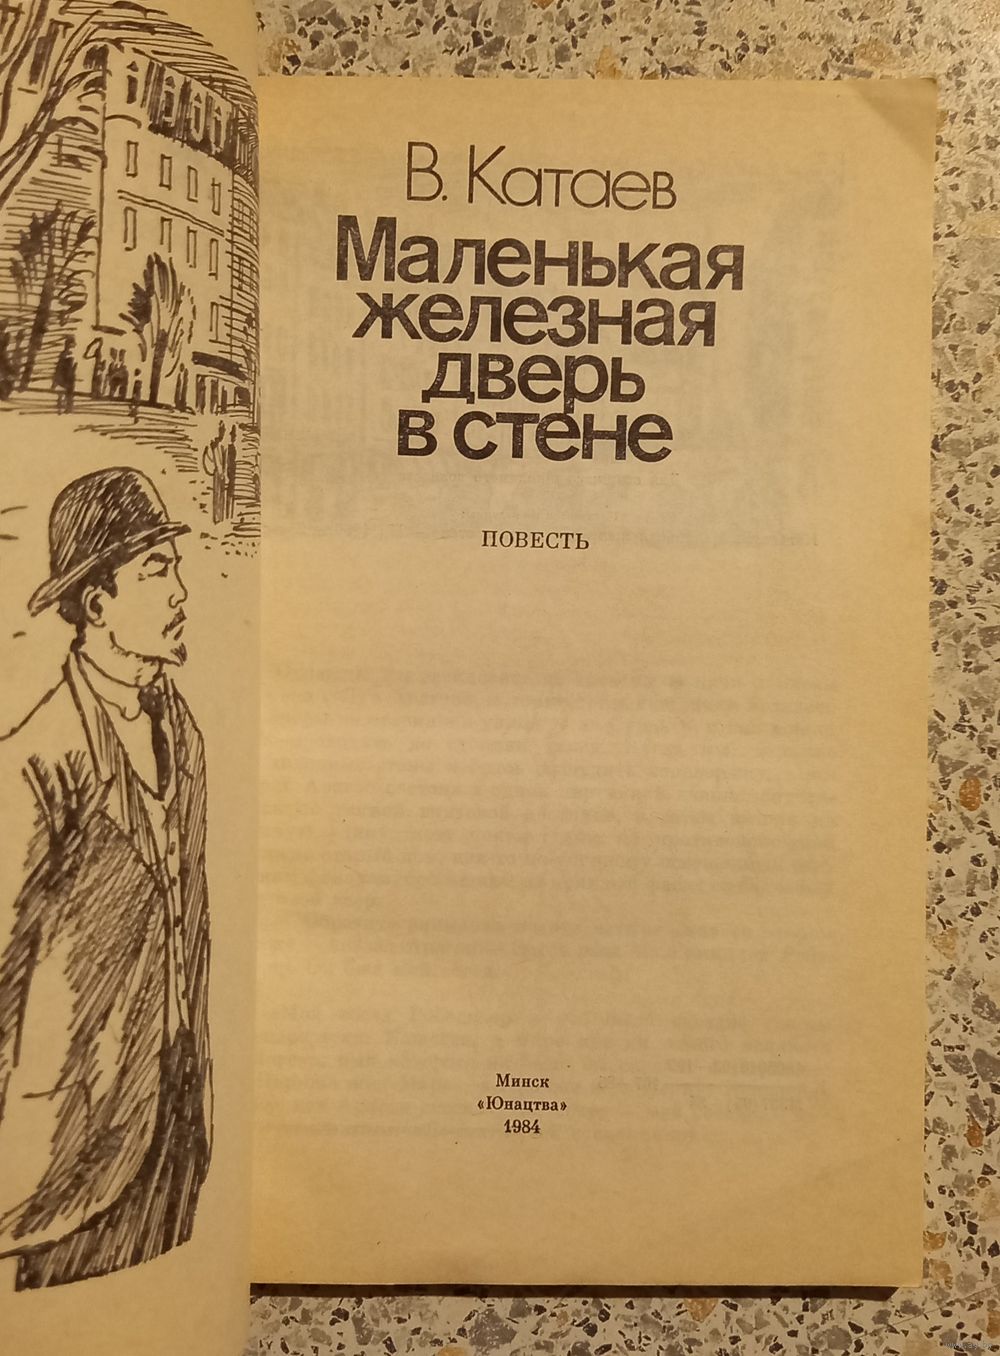 В. Катаев
Маленькая
железная
дверь
в стене
ПОВЕСТЬ
Минск
«Юнацтва»
1984